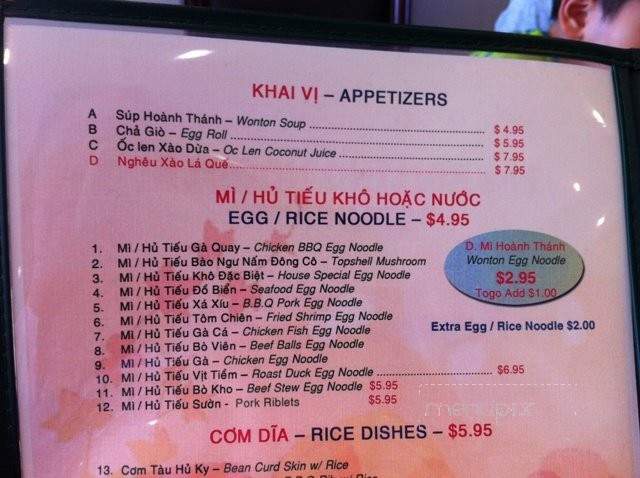 KHAI VỊ – APPETIZERS
A Súp Hoành Thánh – Wonton Soup $ 4.95
B Chả Giò – Egg Roll $ 5.95
C Ốc len Xào Dừa – Oc Len Coconut Juice $ 7.95
D Nghêu Xào Lá Quế $ 7.95
MÌ / HỦ TIẾU KHÔ HOẶC NƯỚC
EGG / RICE NOODLE – $4.95
1. Mì / Hủ Tiếu Gà Quay – Chicken BBQ Egg Noodle
2. Mì / Hủ Tiếu Bào Ngư Nấm Đông Cô – Topshell Mushroom
3. Mì / Hủ Tiếu Khô Đặc Biệt – House Special Egg Noodle
4. Mì / Hủ Tiếu Đồ Biển – Seafood Egg Noodle
5. Mì / Hủ Tiếu Xá Xíu – B.B.Q Pork Egg Noodle
6. Mì / Hủ Tiếu Tôm Chiên – Fried Shrimp Egg Noodle
7. Mì / Hủ Tiếu Gà Cá – Chicken Fish Egg Noodle
8. Mì / Hủ Tiếu Bò Viên – Beef Balls Egg Noodle
9. Mì / Hủ Tiếu Gà – Chicken Egg Noodle
10. Mì / Hủ Tiếu Vịt Tiềm – Roast Duck Egg Noodle $6.95
11. Mì / Hủ Tiếu Bò Kho – Beef Stew Egg Noodle $5.95
12. Mì / Hủ Tiếu Sườn - Pork Riblets $5.95
D. Mì Hoành Thánh
Wonton Egg Noodle
$2.95
Togo Add $1.00
Extra Egg / Rice Noodle $2.00
menupix
CƠM DĨA – RICE DISHES – $5.95
13. Cơm Tàu Hủ Ky – Bean Curd Skin w/ Rice